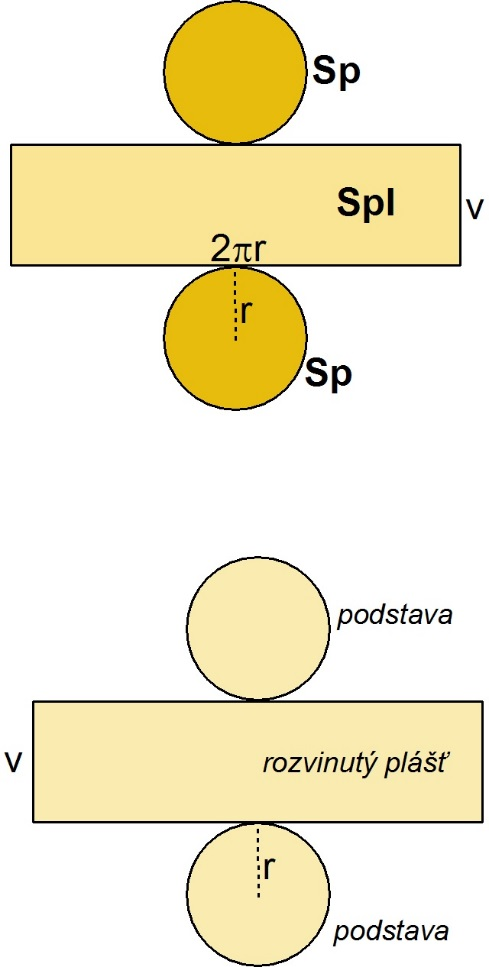 Sp
Spl
v
2πr
r
Sp
podstava
v
rozvinutý plášť
r
podstava